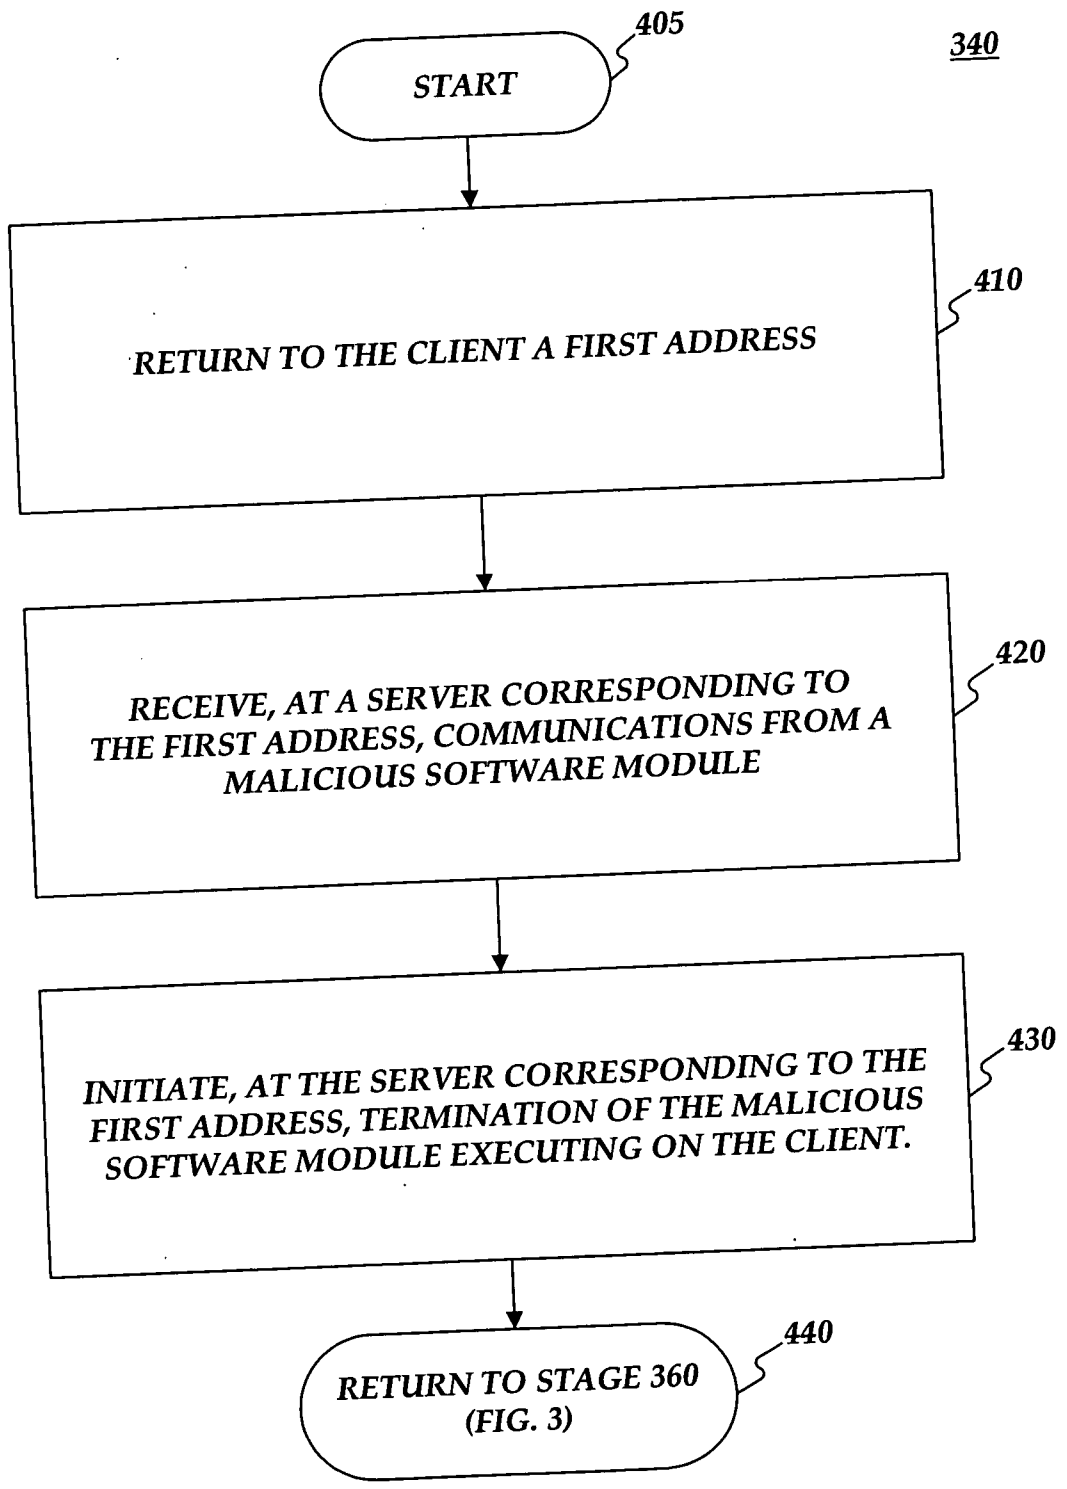 405
340
START
410
RETURN TO THE CLIENT A FIRST ADDRESS
420
RECEIVE, AT A SERVER CORRESPONDING TO
THE FIRST ADDRESS, COMMUNICATIONS FROM A
MALICIOUS SOFTWARE MODULE
430
INITIATE, AT THE SERVER CORRESPONDING TO THE
FIRST ADDRESS, TERMINATION OF THE MALICIOUS
SOFTWARE MODULE EXECUTING ON THE CLIENT.
440
RETURN TO STAGE 360
(FIG. 3)